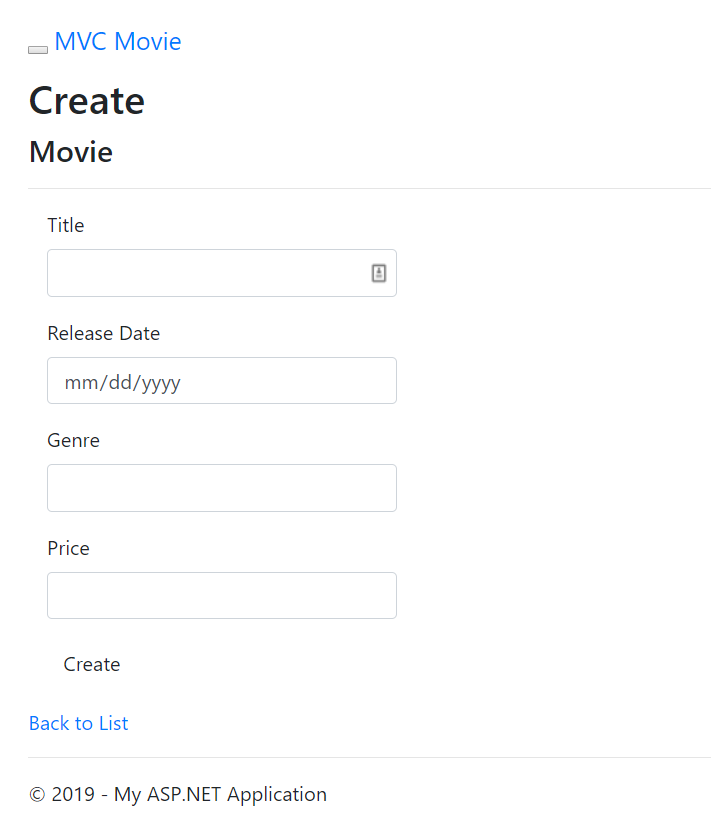 MVC Movie
Create
Movie
Title
Release Date
mm/dd/yyyy
Genre
Price
Create
Back to List
© 2019 - My ASP.NET Application